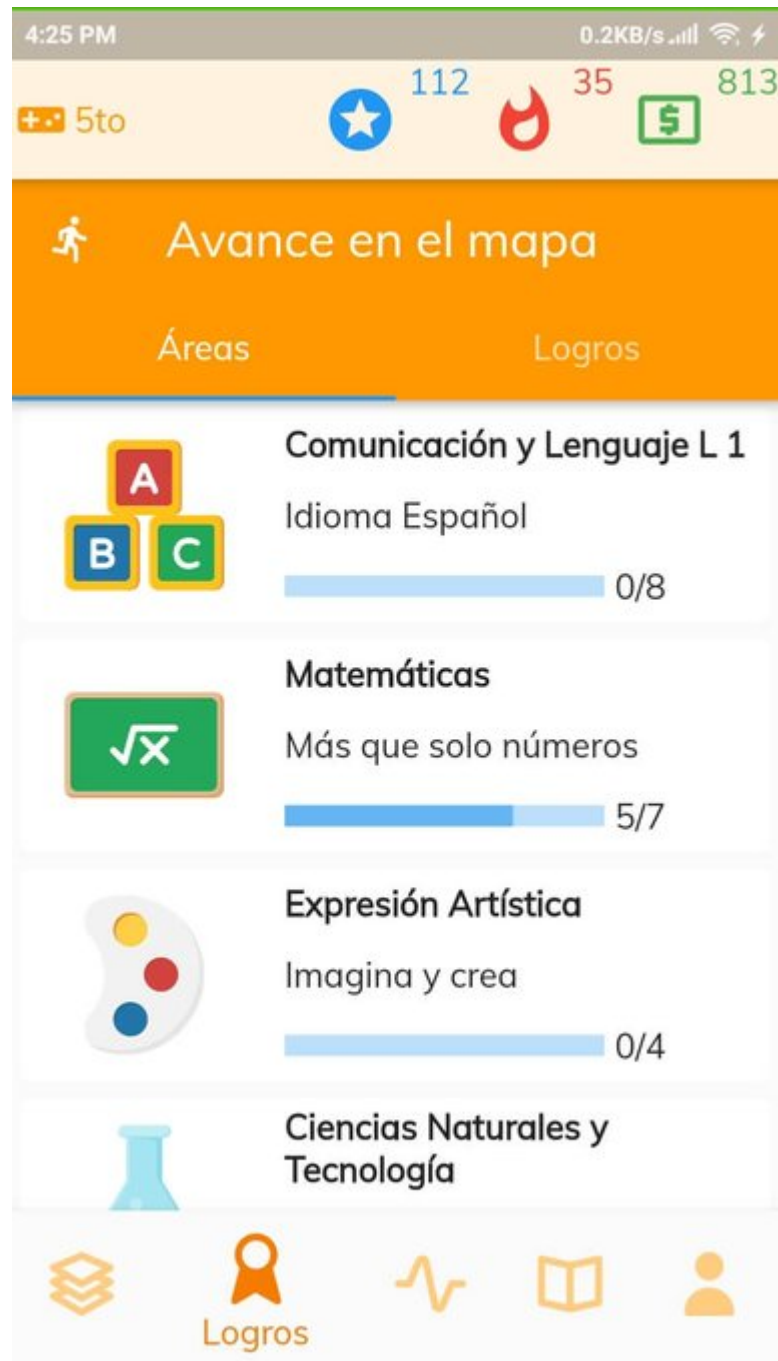 4:25 PM 0.2KB/s
5to 112 35 813
Avance en el mapa
Áreas Logros
A
B C
Comunicación y Lenguaje L 1
Idioma Español
0/8
√x
Matemáticas
Más que solo números
5/7
Expresión Artística
Imagina y crea
0/4
Ciencias Naturales y
Tecnología
Logros